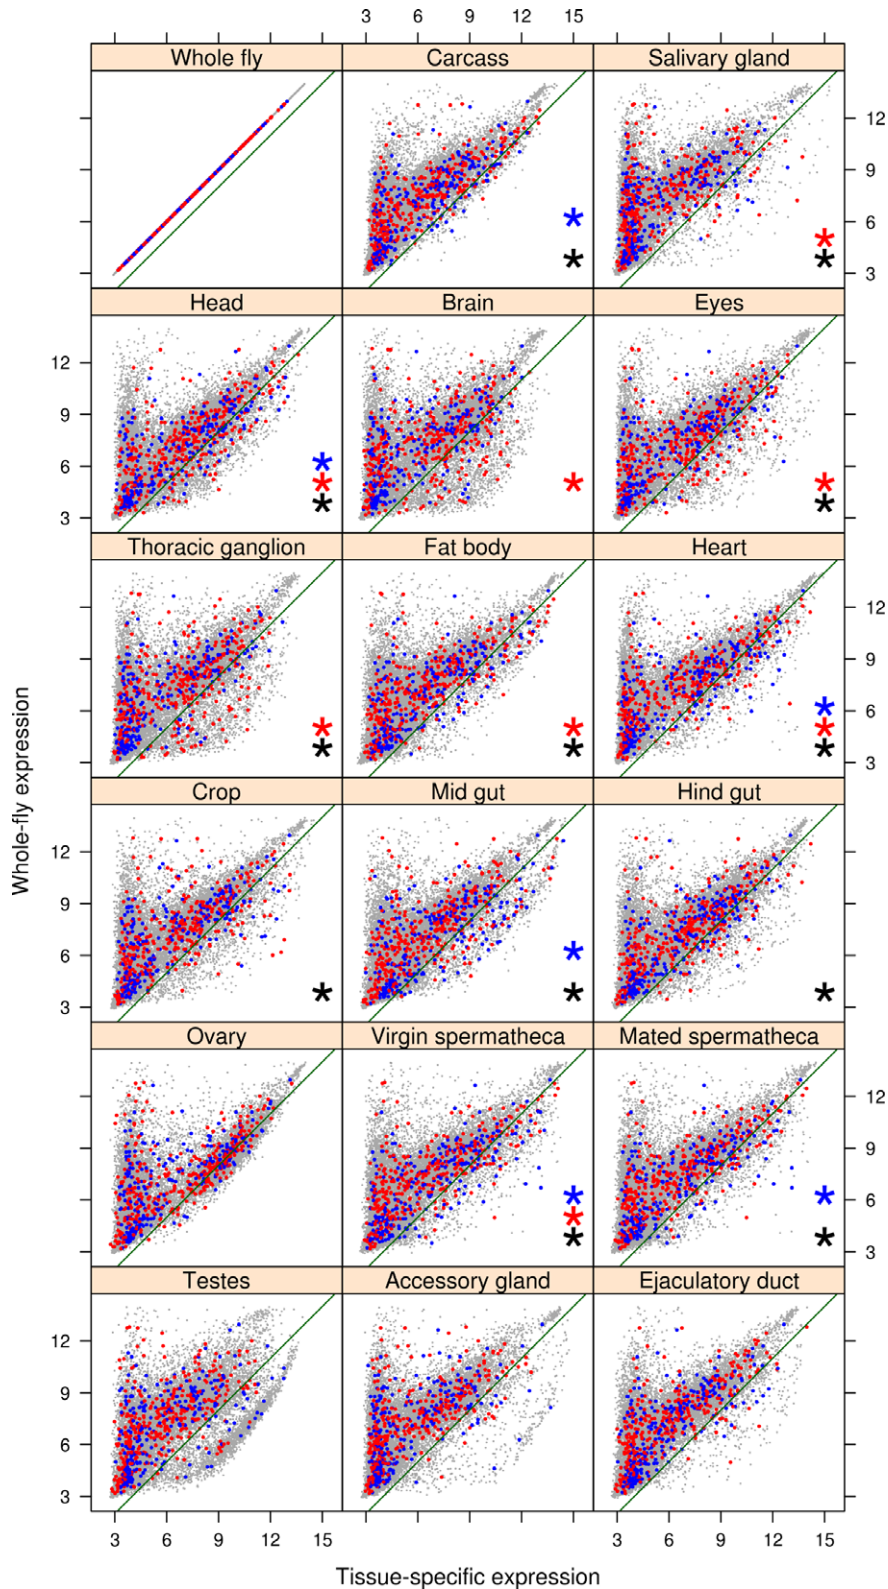 3 9 15
3 6 9 12 15
Whole fly Carcass Salivary gland
12
9
6
3
Head Brain Eyes
12
9
6
3
Thoracic ganglion Fat body Heart
12
9
6
3
Whole-fly expression
Crop Mid gut Hind gut
12
9
6
3
Ovary Virgin spermatheca Mated spermatheca
12
9
6
3
Testes Accessory gland Ejaculatory duct
12
9
6
3
3 6 9 12 15 3 6 9 12 15
Tissue-specific expression